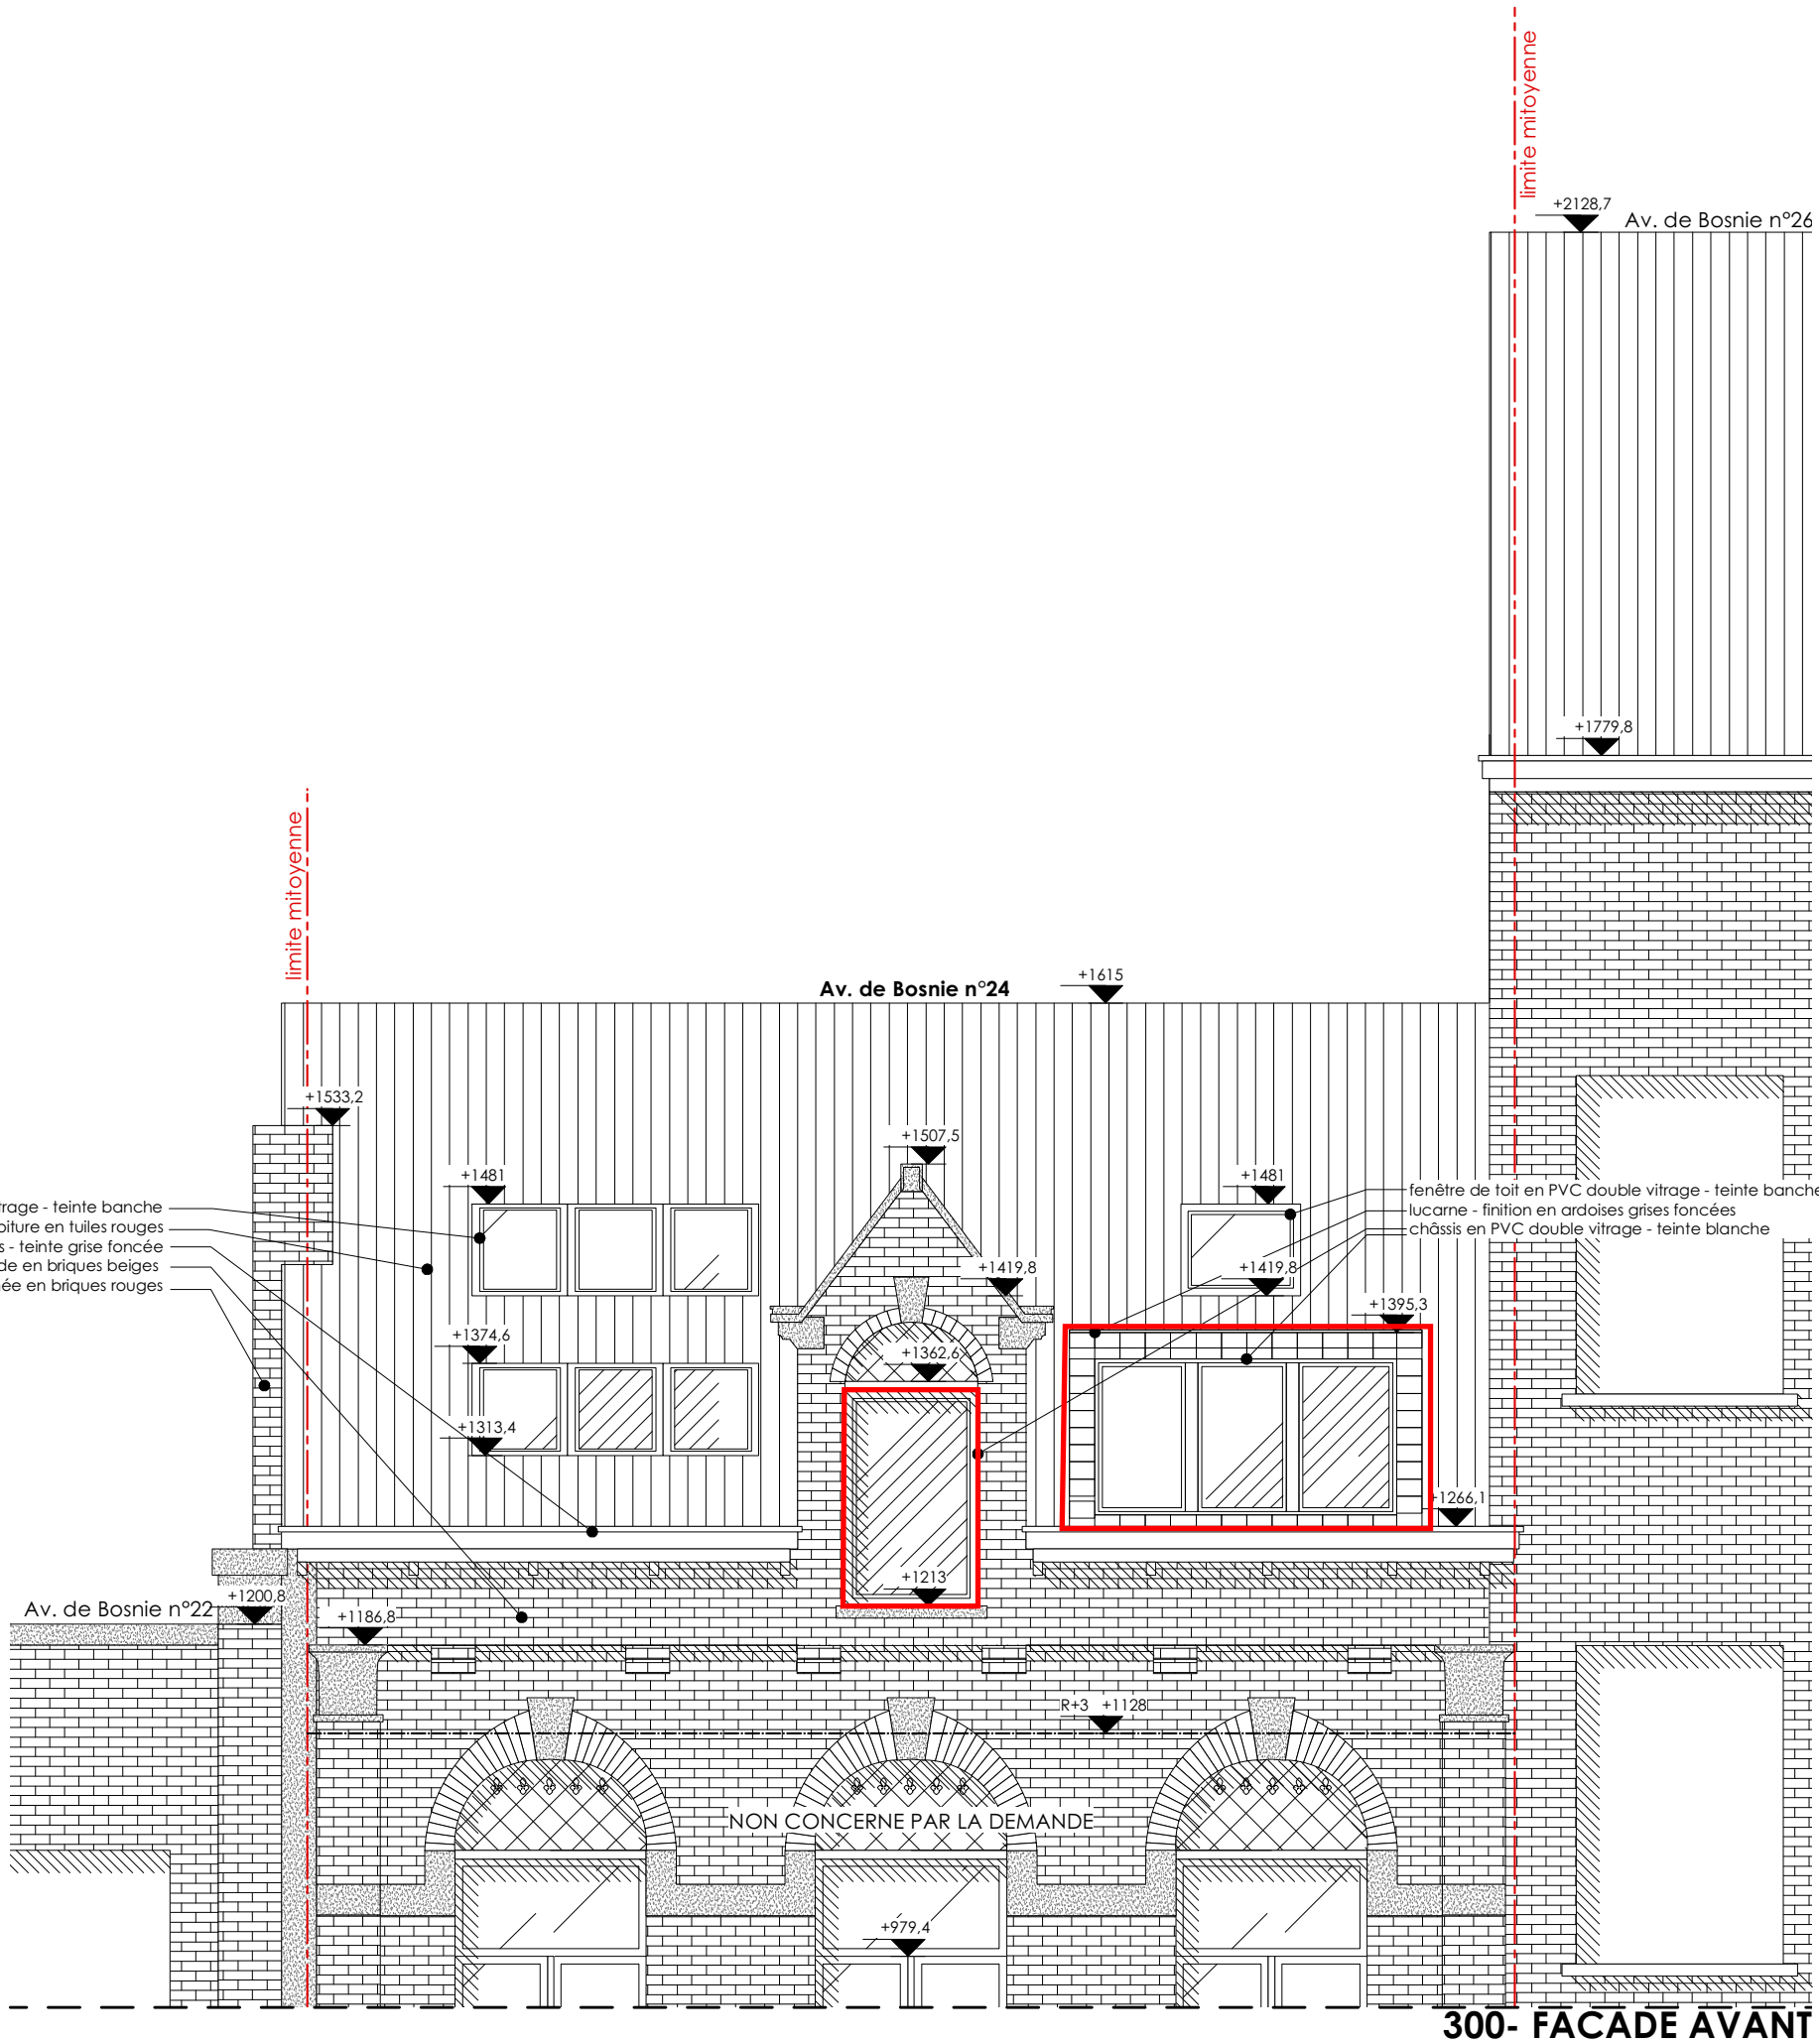 limite mitoyenne
+2128,7
Av. de Bosnie n°26
+1779,8
limite mitoyenne
Av. de Bosnie n°24
+1615
+1533,2
+1507,5
+1481
+1481
trage - teinte banche
oiture en tuiles rouges
s - teinte grise foncée
de en briques beiges
ée en briques rouges
fenêtre de toit en PVC double vitrage - teinte banche
lucarne - finition en ardoises grises foncées
châssis en PVC double vitrage - teinte blanche
+1419,8
+1419,8
+1395,3
+1374,6
+1362,6
+1313,4
+1266,1
+1213
Av. de Bosnie n°22
+1200,8
+1186,8
R+3 +1128
NON CONCERNE PAR LA DEMANDE
+979,4
300- FACADE AVANT